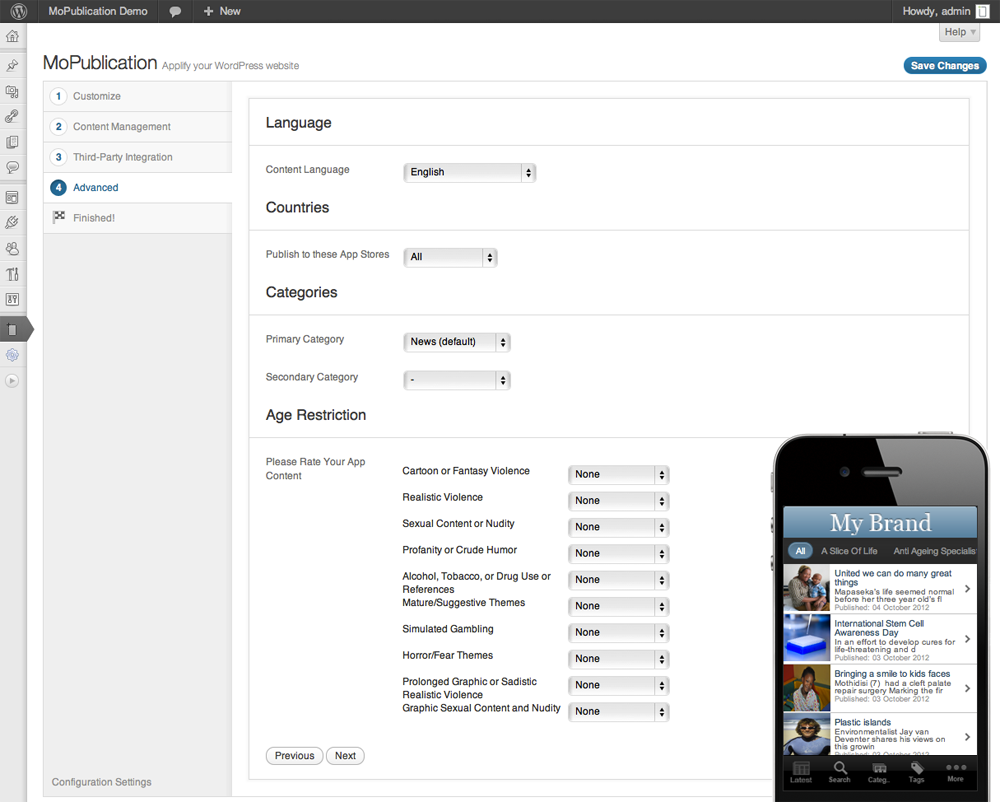 MoPublication Demo
+ New
Howdy, admin
Help
MoPublication Applify your WordPress website
Save Changes
1 Customize
2 Content Management
3 Third-Party Integration
4 Advanced
Finished!
Configuration Settings
Language
Content Language English
Countries
Publish to these App Stores All
Categories
Primary Category News (default)
Secondary Category -
Age Restriction
Please Rate Your App
Content
Cartoon or Fantasy Violence None
Realistic Violence None
Sexual Content or Nudity None
Profanity or Crude Humor None
Alcohol, Tobacco, or Drug Use or None
References
Mature/Suggestive Themes None
Simulated Gambling None
Horror/Fear Themes None
Prolonged Graphic or Sadistic None
Realistic Violence
Graphic Sexual Content and Nudity None
Previous Next
My Brand
All A Slice Of Life Anti Ageing Specialis
United we can do many great
things
Mapaseka's life seemed normal
before her three year old's fl
Published: 04 October 2012
International Stem Cell
Awareness Day
In an effort to develop cures for
life-threatening and d
Published: 03 October 2012
Bringing a smile to kids faces
Mothidisi (7) had a cleft palate
repair surgery Marking the fir
Published: 03 October 2012
Plastic islands
Environmentalist Jay van
Deventer shares his views on
this growin
Published: 03 October 2012
Latest Search Categ.. Tags More